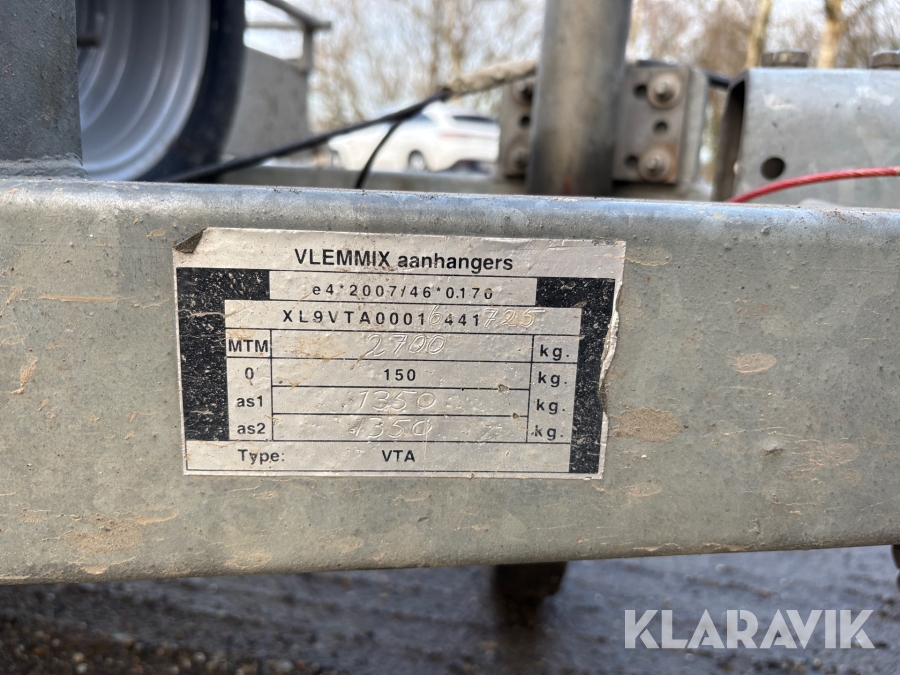 VLEMMIX aanhangers
e4*2007/46*0170
XL9VTA00016441725
MTM 2700 kg.
0 150 kg.
as1 1350 kg.
as2 1350 kg.
Type: VTA
KLARAVIK